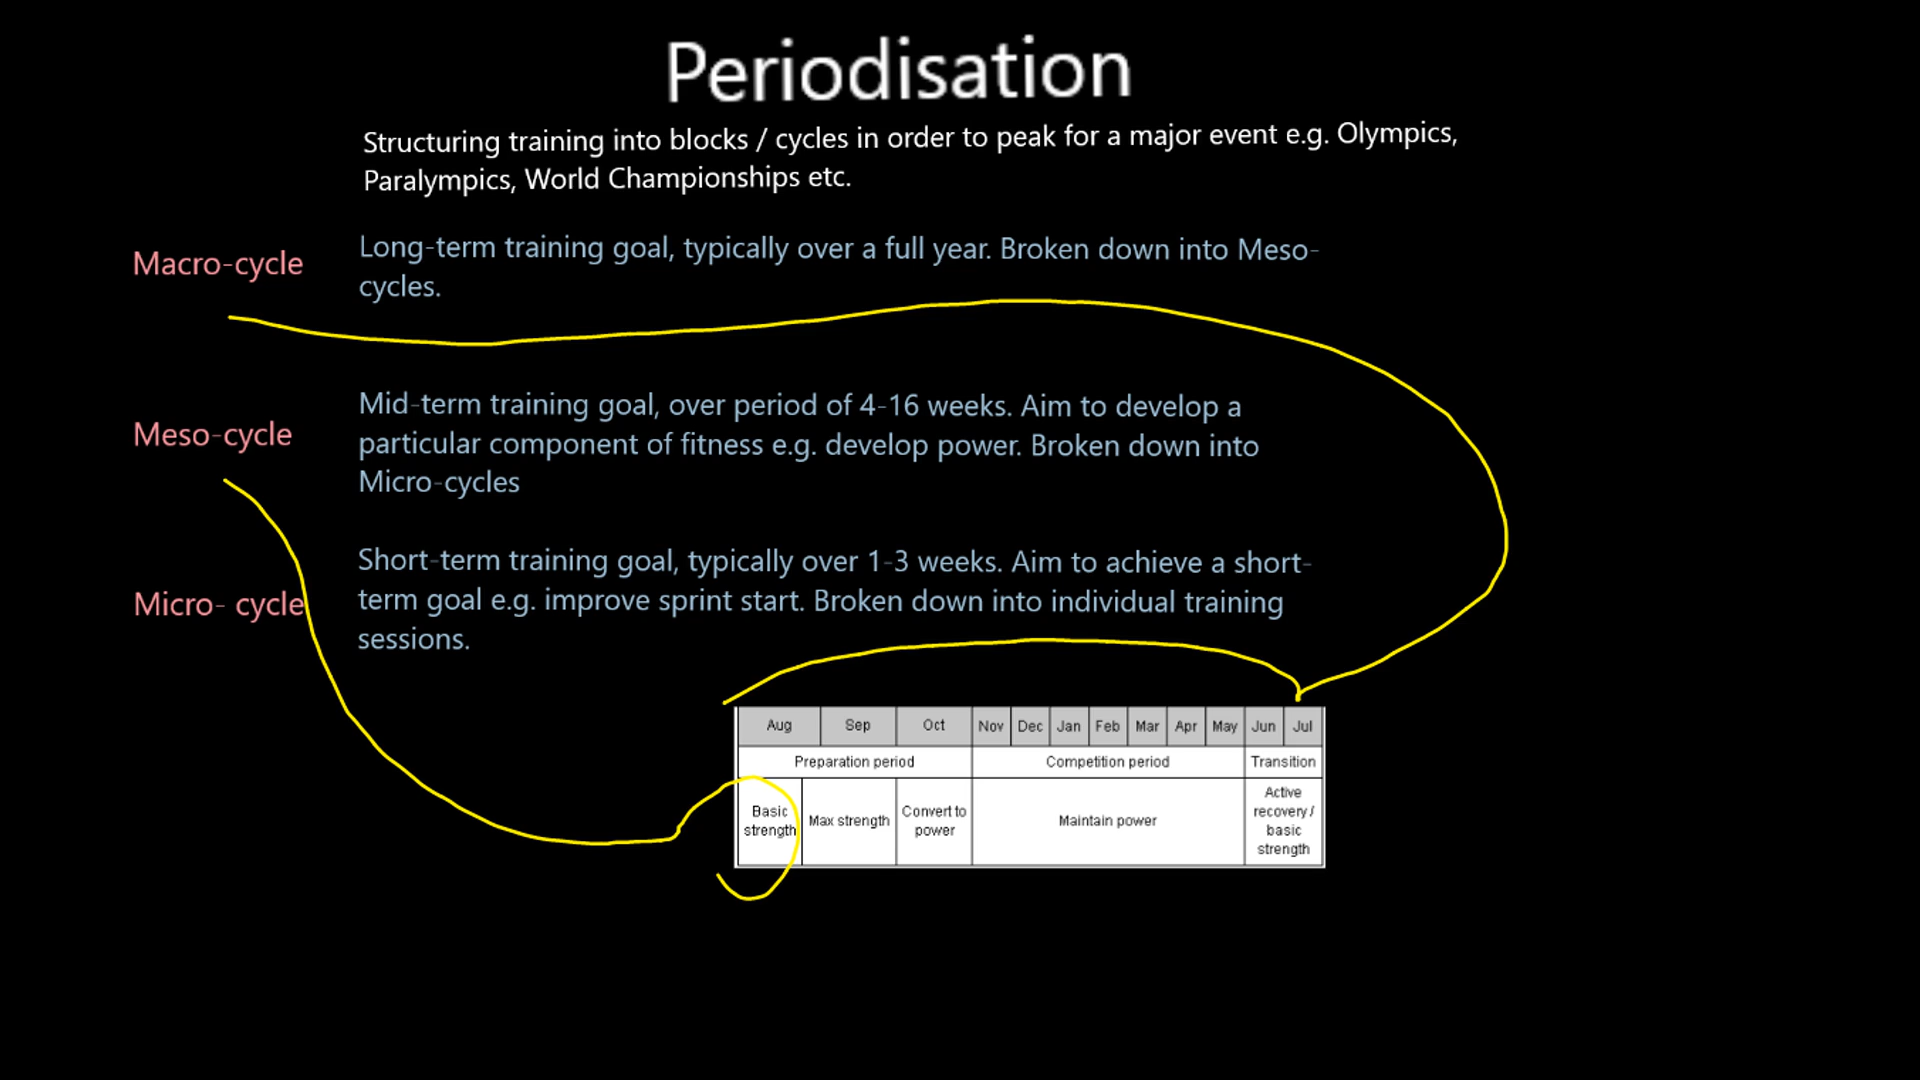 Periodisation
Structuring training into blocks / cycles in order to peak for a major event e.g. Olympics,
Paralympics, World Championships etc.
Macro-cycle
Long-term training goal, typically over a full year. Broken down into Meso-
cycles.
Meso-cycle
Mid-term training goal, over period of 4-16 weeks. Aim to develop a
particular component of fitness e.g. develop power. Broken down into
Micro-cycles
Micro- cycle
Short-term training goal, typically over 1-3 weeks. Aim to achieve a short-
term goal e.g. improve sprint start. Broken down into individual training
sessions.
Aug Sep Oct Nov Dec Jan Feb Mar Apr May Jun Jul
Preparation period Competition period Transition
Basic
strength
Max strength
Convert to
power
Maintain power
Active
recovery /
basic
strength